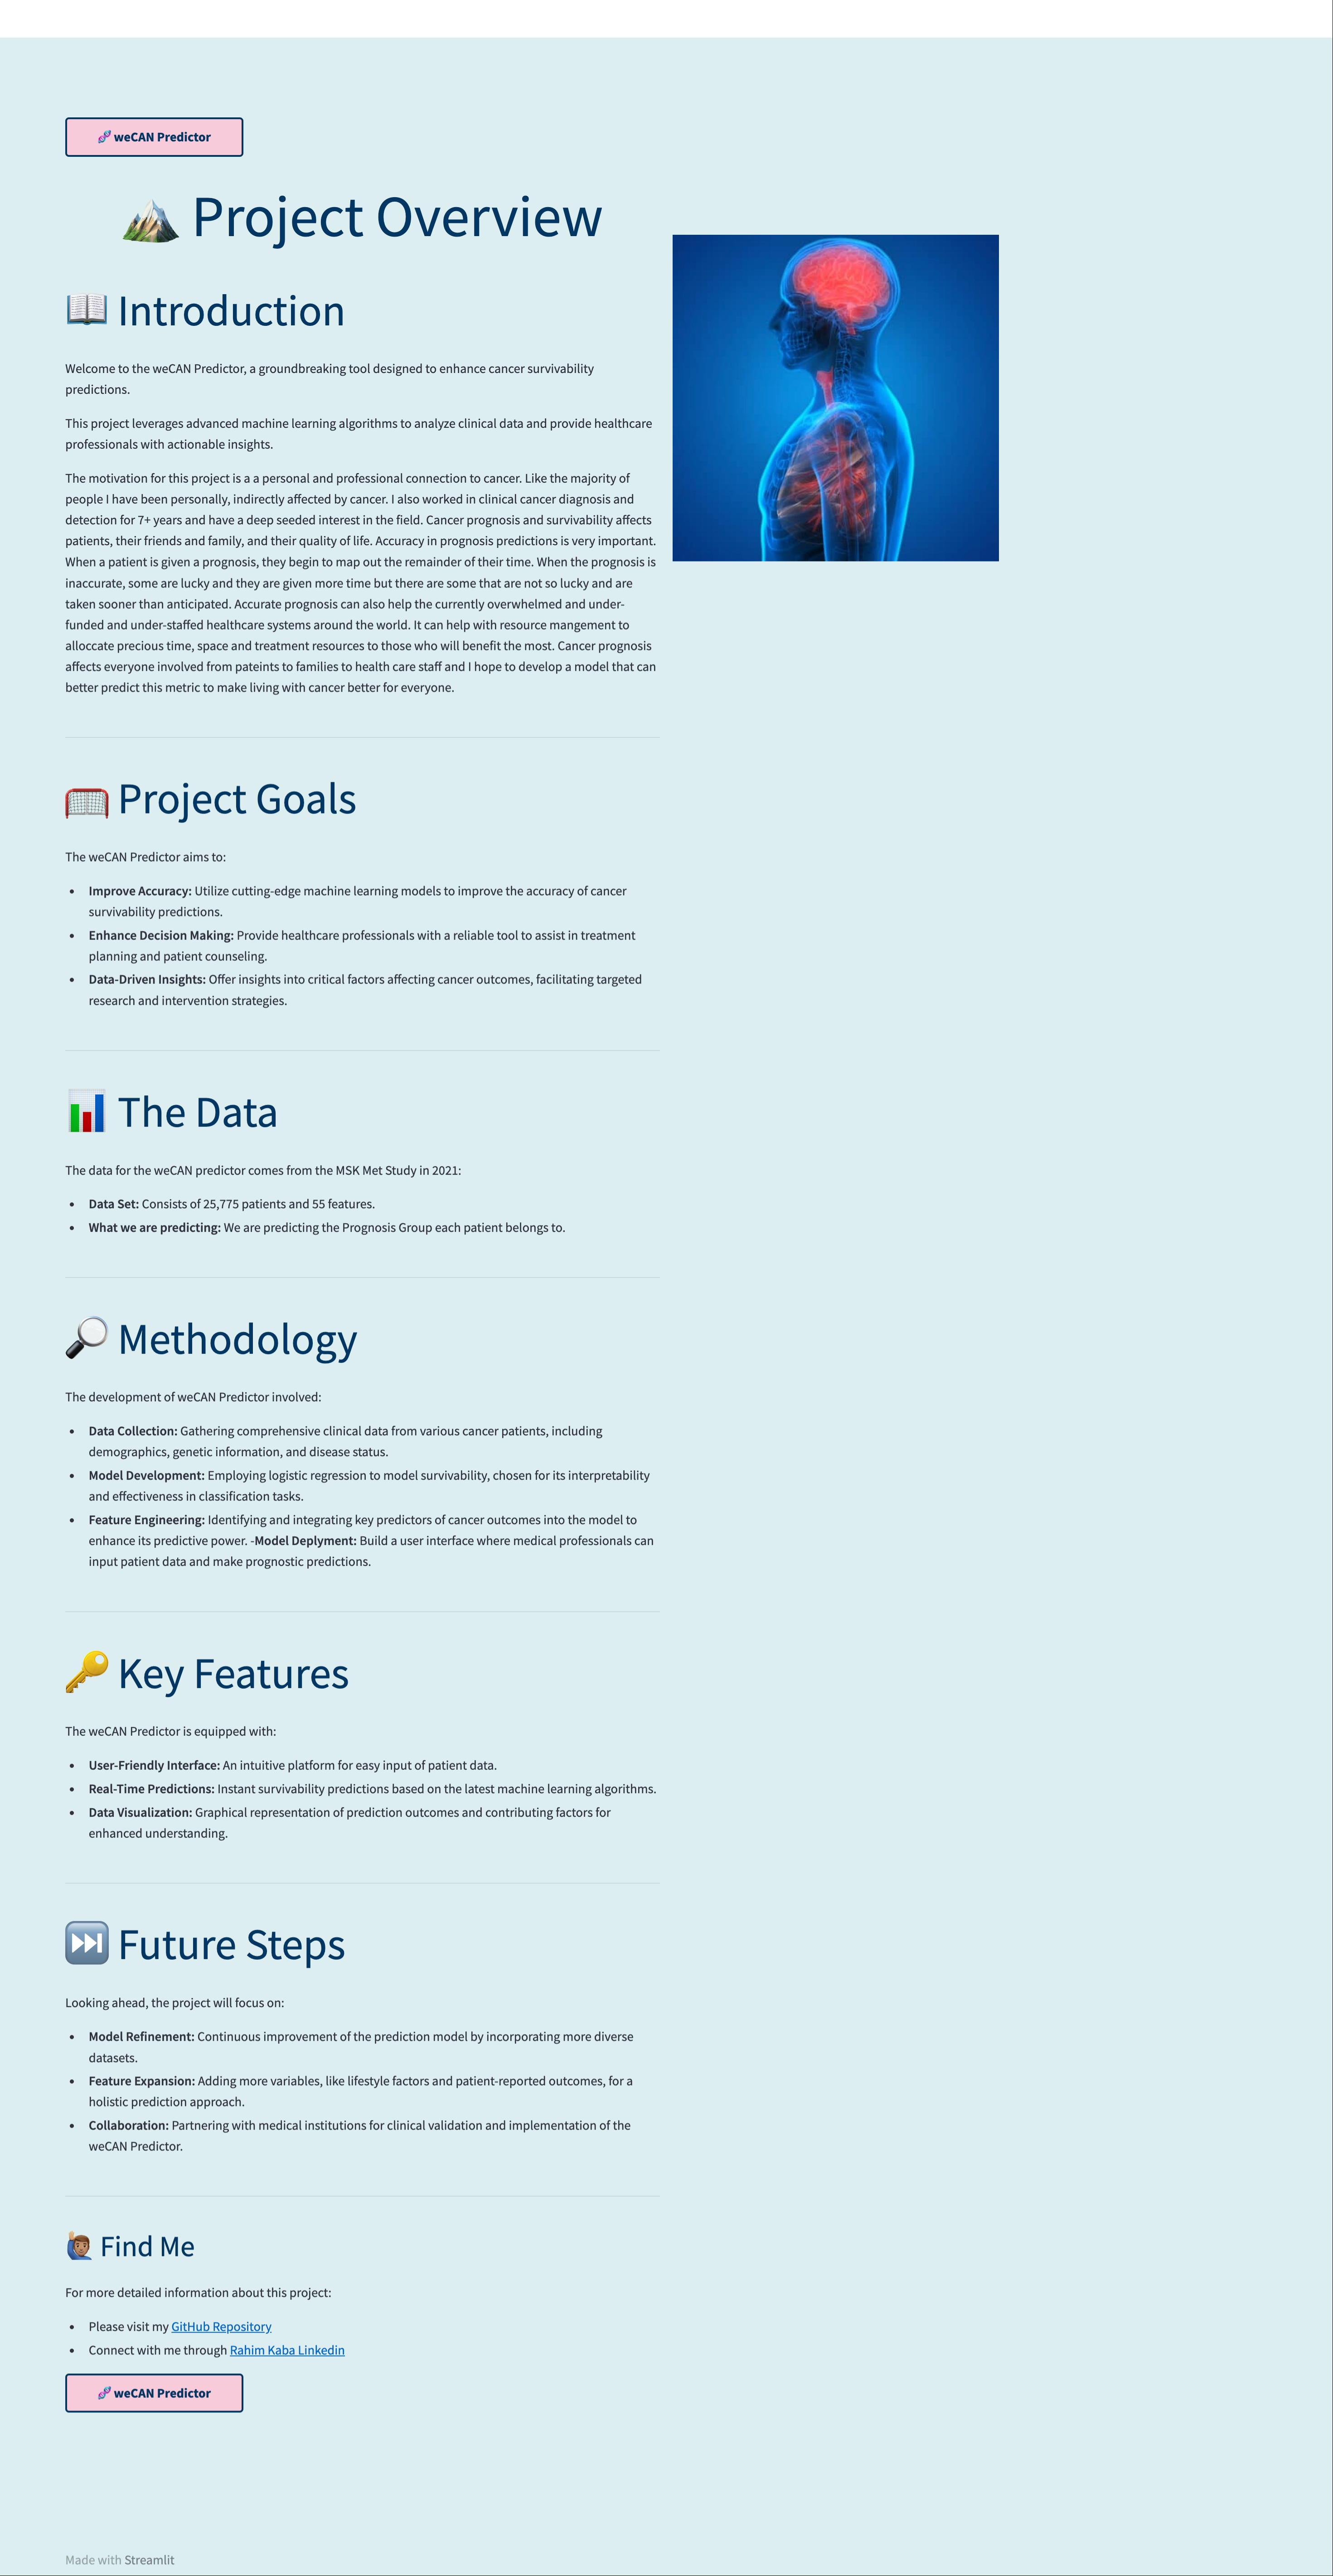 weCAN Predictor
Project Overview
Introduction
Welcome to the weCAN Predictor, a groundbreaking tool designed to enhance cancer survivability
predictions.
This project leverages advanced machine learning algorithms to analyze clinical data and provide healthcare
professionals with actionable insights.
The motivation for this project is a a personal and professional connection to cancer. Like the majority of
people I have been personally, indirectly affected by cancer. I also worked in clinical cancer diagnosis and
detection for 7+ years and have a deep seeded interest in the field. Cancer prognosis and survivability affects
patients, their friends and family, and their quality of life. Accuracy in prognosis predictions is very important.
When a patient is given a prognosis, they begin to map out the remainder of their time. When the prognosis is
inaccurate, some are lucky and they are given more time but there are some that are not so lucky and are
taken sooner than anticipated. Accurate prognosis can also help the currently overwhelmed and under-
funded and under-staffed healthcare systems around the world. It can help with resource mangement to
alloccate precious time, space and treatment resources to those who will benefit the most. Cancer prognosis
affects everyone involved from pateints to families to health care staff and I hope to develop a model that can
better predict this metric to make living with cancer better for everyone.
Project Goals
The weCAN Predictor aims to:
• Improve Accuracy: Utilize cutting-edge machine learning models to improve the accuracy of cancer
survivability predictions.
• Enhance Decision Making: Provide healthcare professionals with a reliable tool to assist in treatment
planning and patient counseling.
• Data-Driven Insights: Offer insights into critical factors affecting cancer outcomes, facilitating targeted
research and intervention strategies.
The Data
The data for the weCAN predictor comes from the MSK Met Study in 2021:
• Data Set: Consists of 25,775 patients and 55 features.
• What we are predicting: We are predicting the Prognosis Group each patient belongs to.
Methodology
The development of weCAN Predictor involved:
• Data Collection: Gathering comprehensive clinical data from various cancer patients, including
demographics, genetic information, and disease status.
• Model Development: Employing logistic regression to model survivability, chosen for its interpretability
and effectiveness in classification tasks.
• Feature Engineering: Identifying and integrating key predictors of cancer outcomes into the model to
enhance its predictive power. -Model Deplyment: Build a user interface where medical professionals can
input patient data and make prognostic predictions.
Key Features
The weCAN Predictor is equipped with:
• User-Friendly Interface: An intuitive platform for easy input of patient data.
• Real-Time Predictions: Instant survivability predictions based on the latest machine learning algorithms.
• Data Visualization: Graphical representation of prediction outcomes and contributing factors for
enhanced understanding.
Future Steps
Looking ahead, the project will focus on:
• Model Refinement: Continuous improvement of the prediction model by incorporating more diverse
datasets.
• Feature Expansion: Adding more variables, like lifestyle factors and patient-reported outcomes, for a
holistic prediction approach.
• Collaboration: Partnering with medical institutions for clinical validation and implementation of the
weCAN Predictor.
Find Me
For more detailed information about this project:
• Please visit my GitHub Repository
• Connect with me through Rahim Kaba Linkedin
weCAN Predictor
Made with Streamlit